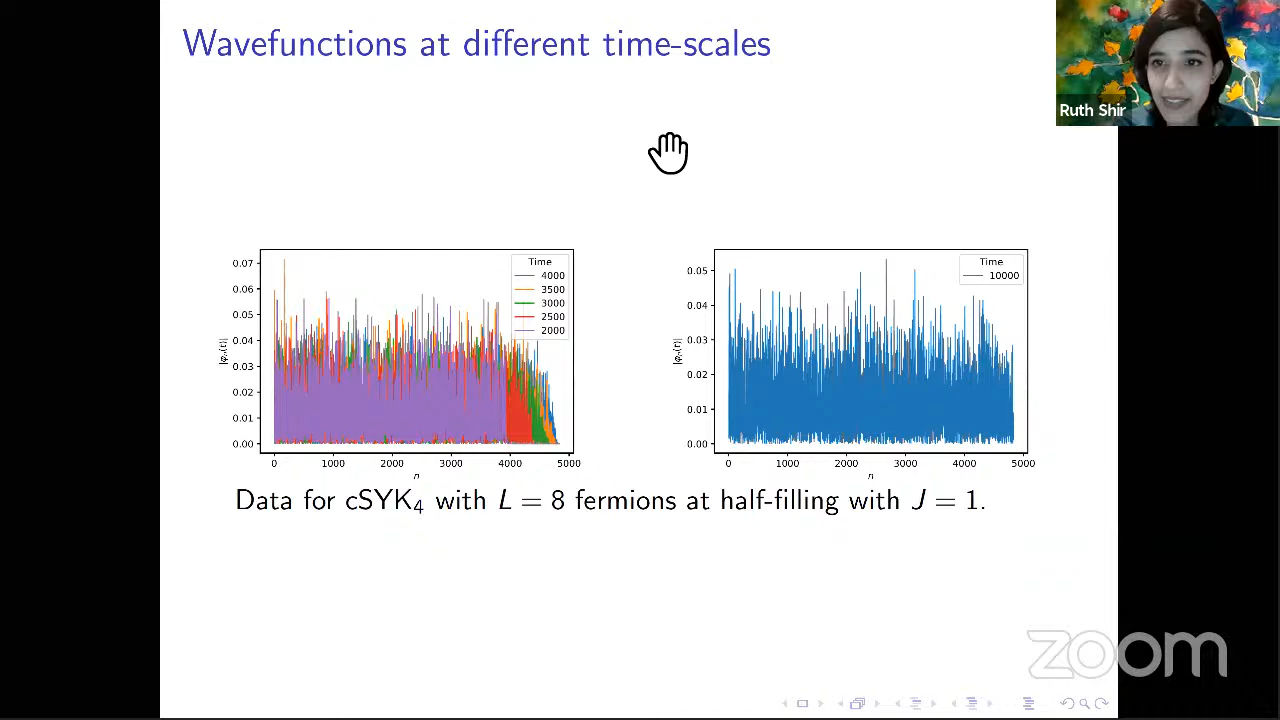 Wavefunctions at different time-scales
Ruth Shir
0.07
0.06
0.05
0.04
0.03
0.02
0.01
0.00
|φₙ(t)|
0 1000 2000 3000 4000 5000
n
Time
4000
3500
3000
2500
2000
0.05
0.04
0.03
0.02
0.01
0.00
|φₙ(t)|
0 1000 2000 3000 4000 5000
n
Time
10000
Data for cSYK₄ with L = 8 fermions at half-filling with J = 1.
zoom